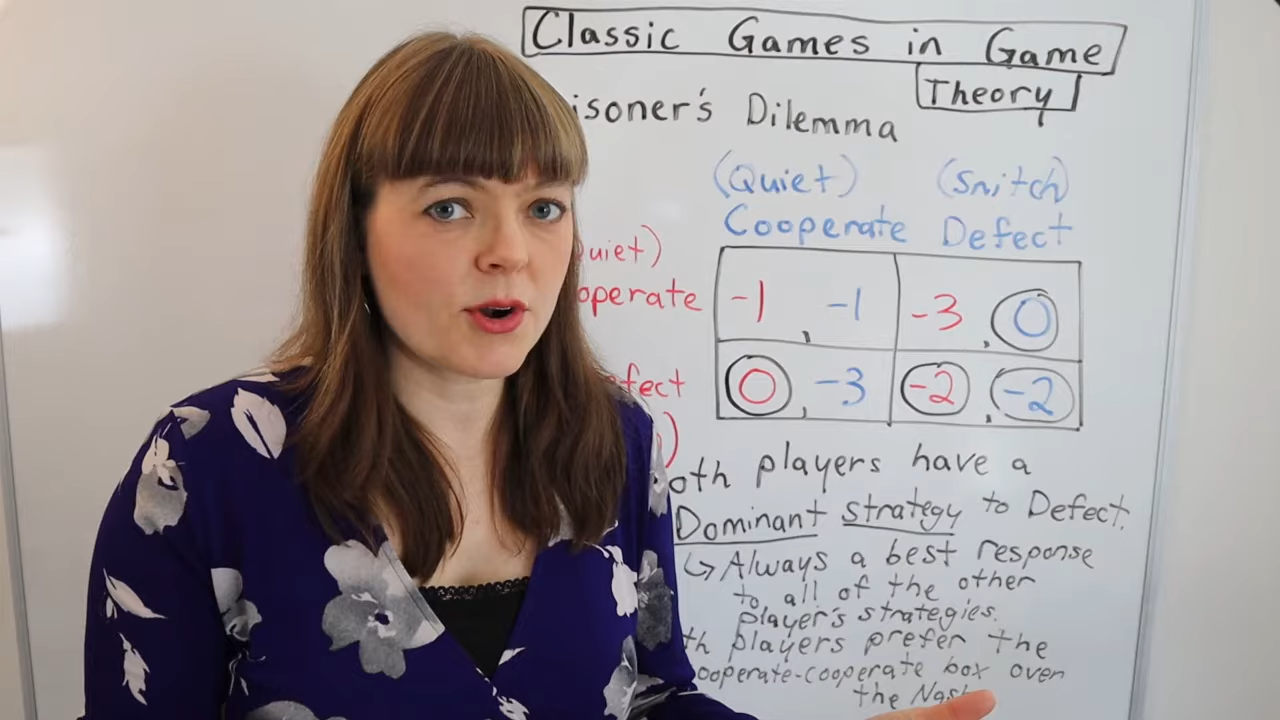 Classic Games in Game
Theory
isoner's Dilemma
(Quiet) (Snitch)
Cooperate Defect
uiet)
operate -1 , -1 -3 , 0
efect 0 , -3 -2 , -2
)
oth players have a
Dominant strategy to Defect.
↳ Always a best response
to all of the other
player's strategies.
th players prefer the
ooperate-cooperate box over
the Nash